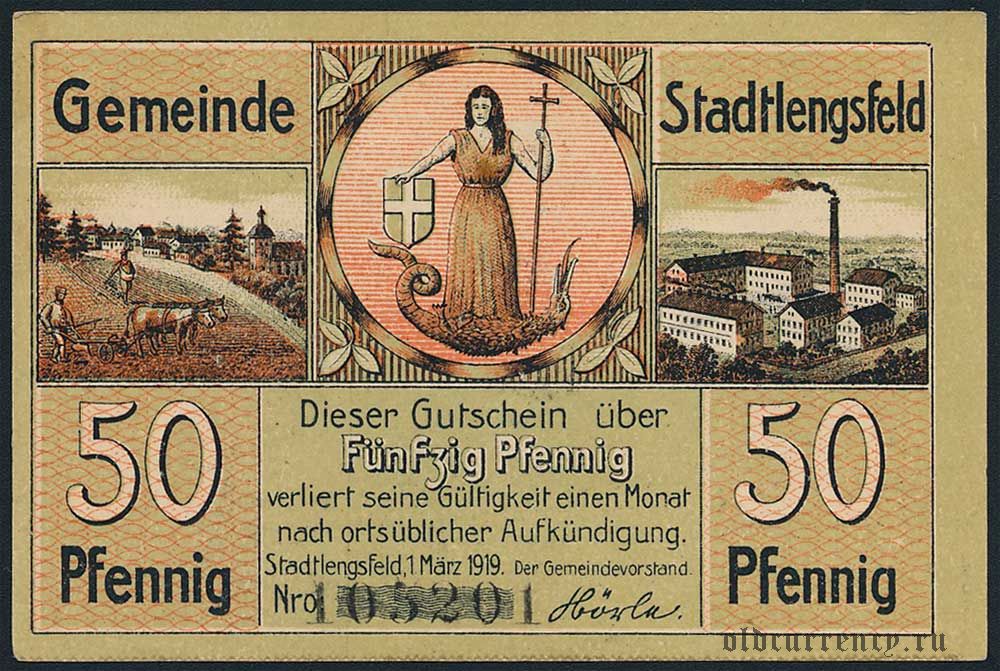 Gemeinde
Stadtlengsfeld
50
Pfennig
Dieser Gutschein über
Fünfzig Pfennig
verliert seine Gültigkeit einen Monat
nach ortsüblicher Aufkündigung.
Stadtlengsfeld, 1 März 1919. Der Gemeindevorstand.
Nro 105201 Hörle.
50
Pfennig
oldcurrency.ru